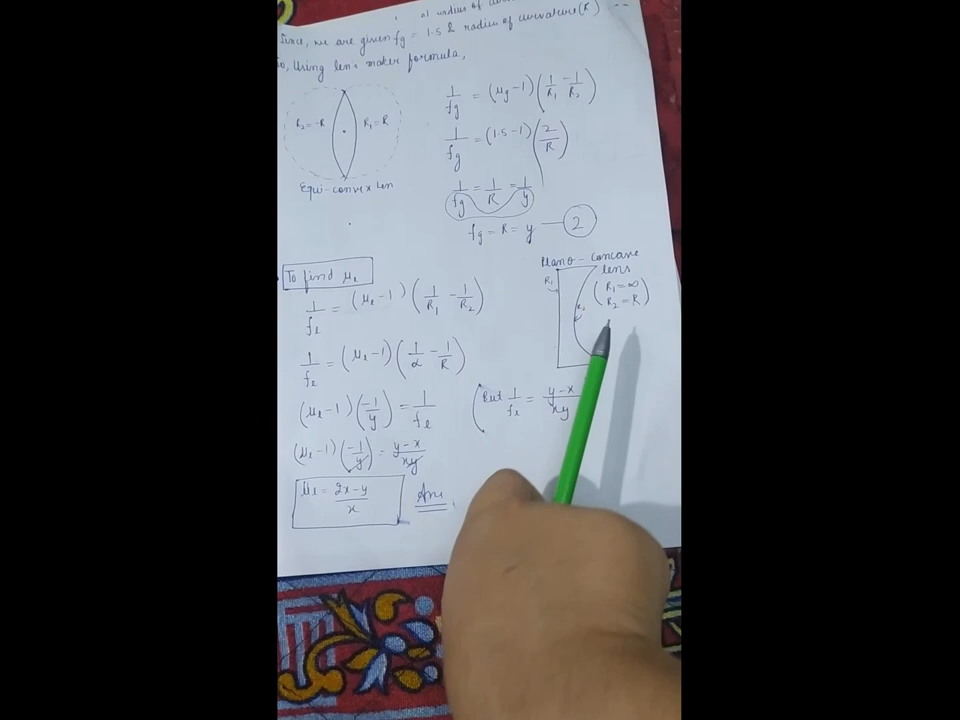 radius of
Since, we are given fg = 1.5 & radius of curvature (R)
So, Using lens maker formula,
R2 = -R R1 = R
Equi-convex Len
1/fg = (μg - 1) (1/R1 - 1/R2)
1/fg = (1.5 - 1) (2/R)
1/fg = 1/R = 1/y
fg = R = y — 2
To find μl
1/fl = (μl - 1) (1/R1 - 1/R2)
1/fl = (μl - 1) (1/α - 1/R)
(μl - 1) (-1/y) = 1/fl
(μl - 1) (-1/y) = y - x/xy
μl = 2x - y/x Ans
Plano - concave
lens
(R1 = ∞
R2 = R)
R1
R2
(But 1/fl = y - x/xy